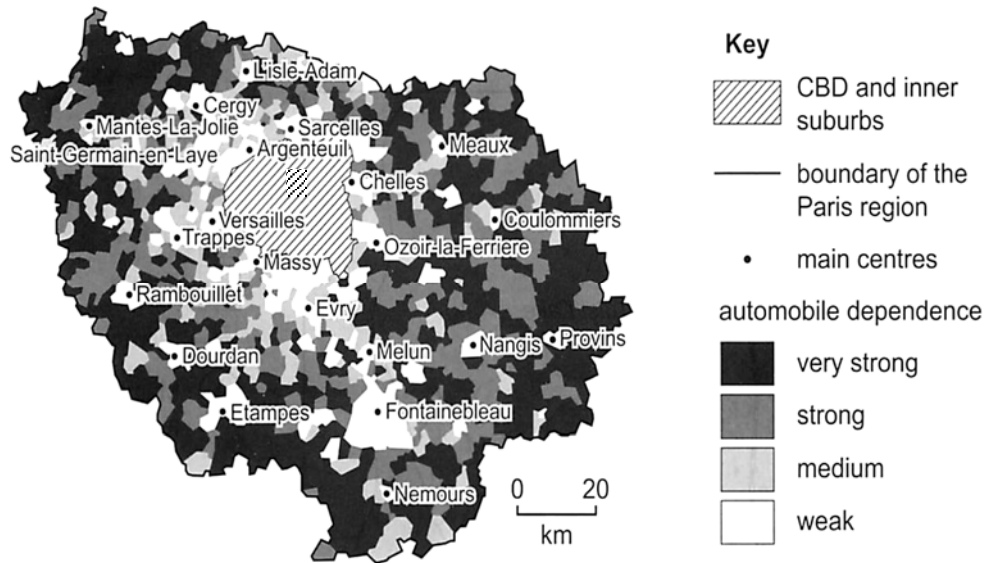 L'isle-Adam
Cergy
Mantes-La-Jolie
Sarcelles
Saint-Germain-en-Laye
Argenteuil
Meaux
Chelles
Versailles
Coulommiers
Trappes
Ozoir-la-Ferriere
Massy
Rambouillet
Evry
Dourdan
Melun
Nangis
Provins
Etampes
Fontainebleau
Nemours
0 20
km
Key
CBD and inner
suburbs
boundary of the
Paris region
main centres
automobile dependence
very strong
strong
medium
weak